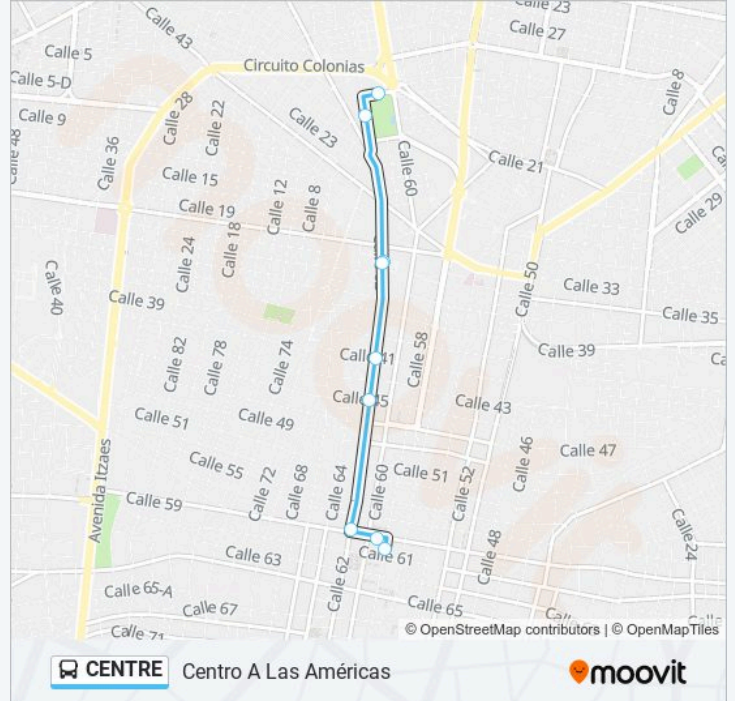 Calle 23
Calle 27
Calle 43
Calle 5
Circuito Colonias
Calle 5-D
Calle 8
Calle 9
Calle 28
Calle 22
Calle 23
Calle 36
Calle 60
Calle 21
Calle 15
Calle 12
Calle 8
Calle 29
Calle 19
Calle 18
Calle 24
Calle 40
Calle 50
Calle 33
Calle 39
Calle 35
Calle 82
Calle 78
Calle 74
Calle 41
Calle 58
Calle 39
Calle 51
Calle 49
Calle 43
Calle 46
Calle 47
Avenida Itzaes
Calle 55
Calle 72
Calle 68
Calle 64
Calle 60
Calle 51
Calle 52
Calle 59
Calle 24
Calle 63
Calle 61
Calle 48
Calle 62
Calle 65-A
Calle 67
Calle 65
Calle 71
© OpenStreetMap contributors | © OpenMapTiles
CENTRE Centro A Las Américas
moovit